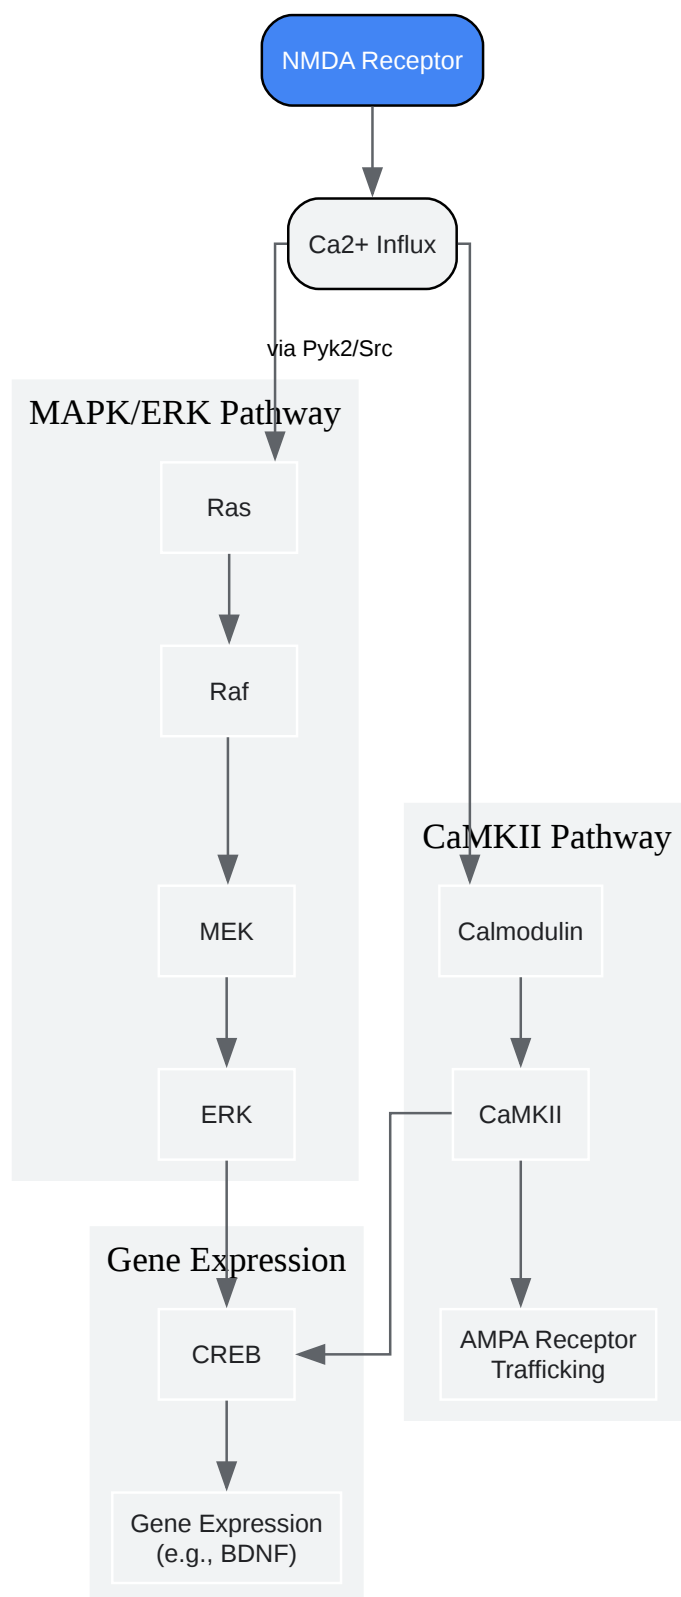 NMDA Receptor
Ca2+ Influx
via Pyk2/Src
MAPK/ERK Pathway
Ras
Raf
MEK
ERK
CaMKII Pathway
Calmodulin
CaMKII
AMPA Receptor
Trafficking
Gene Expression
CREB
Gene Expression
(e.g., BDNF)